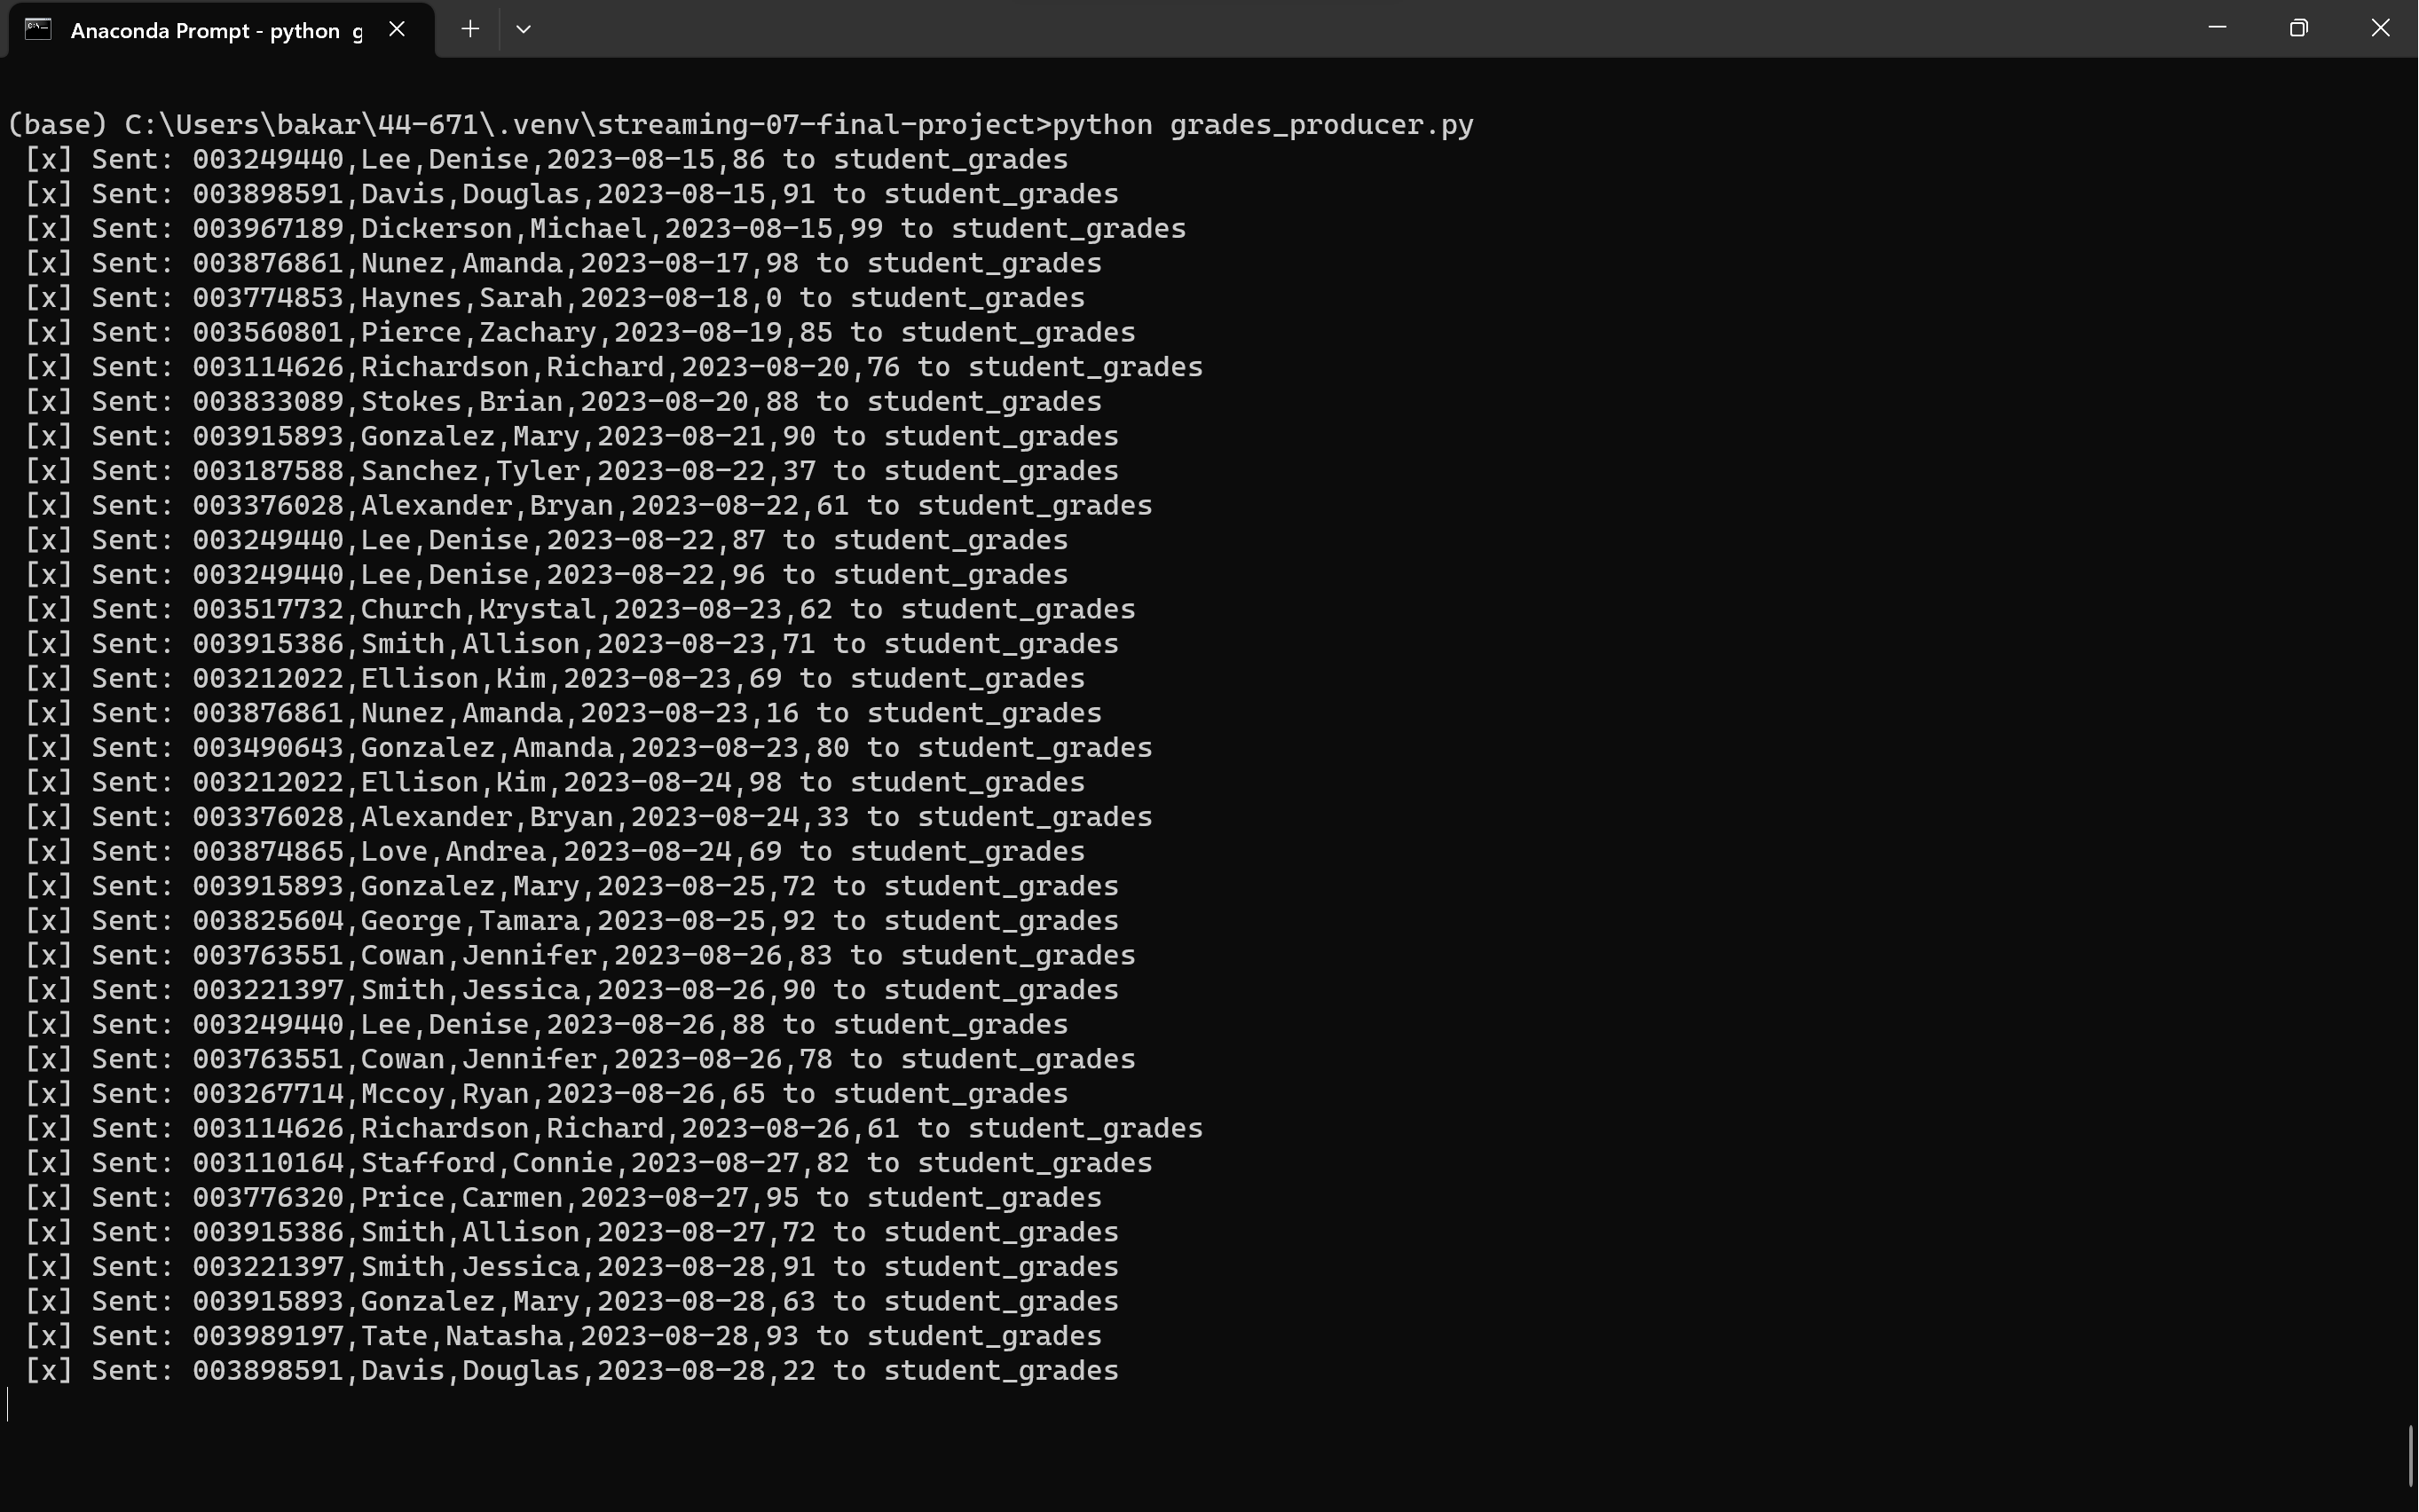 Anaconda Prompt - python g
(base) C:\Users\bakar\44-671\.venv\streaming-07-final-project>python grades_producer.py
[x] Sent: 003249440,Lee,Denise,2023-08-15,86 to student_grades
[x] Sent: 003898591,Davis,Douglas,2023-08-15,91 to student_grades
[x] Sent: 003967189,Dickerson,Michael,2023-08-15,99 to student_grades
[x] Sent: 003876861,Nunez,Amanda,2023-08-17,98 to student_grades
[x] Sent: 003774853,Haynes,Sarah,2023-08-18,0 to student_grades
[x] Sent: 003560801,Pierce,Zachary,2023-08-19,85 to student_grades
[x] Sent: 003114626,Richardson,Richard,2023-08-20,76 to student_grades
[x] Sent: 003833089,Stokes,Brian,2023-08-20,88 to student_grades
[x] Sent: 003915893,Gonzalez,Mary,2023-08-21,90 to student_grades
[x] Sent: 003187588,Sanchez,Tyler,2023-08-22,37 to student_grades
[x] Sent: 003376028,Alexander,Bryan,2023-08-22,61 to student_grades
[x] Sent: 003249440,Lee,Denise,2023-08-22,87 to student_grades
[x] Sent: 003249440,Lee,Denise,2023-08-22,96 to student_grades
[x] Sent: 003517732,Church,Krystal,2023-08-23,62 to student_grades
[x] Sent: 003915386,Smith,Allison,2023-08-23,71 to student_grades
[x] Sent: 003212022,Ellison,Kim,2023-08-23,69 to student_grades
[x] Sent: 003876861,Nunez,Amanda,2023-08-23,16 to student_grades
[x] Sent: 003490643,Gonzalez,Amanda,2023-08-23,80 to student_grades
[x] Sent: 003212022,Ellison,Kim,2023-08-24,98 to student_grades
[x] Sent: 003376028,Alexander,Bryan,2023-08-24,33 to student_grades
[x] Sent: 003874865,Love,Andrea,2023-08-24,69 to student_grades
[x] Sent: 003915893,Gonzalez,Mary,2023-08-25,72 to student_grades
[x] Sent: 003825604,George,Tamara,2023-08-25,92 to student_grades
[x] Sent: 003763551,Cowan,Jennifer,2023-08-26,83 to student_grades
[x] Sent: 003221397,Smith,Jessica,2023-08-26,90 to student_grades
[x] Sent: 003249440,Lee,Denise,2023-08-26,88 to student_grades
[x] Sent: 003763551,Cowan,Jennifer,2023-08-26,78 to student_grades
[x] Sent: 003267714,Mccoy,Ryan,2023-08-26,65 to student_grades
[x] Sent: 003114626,Richardson,Richard,2023-08-26,61 to student_grades
[x] Sent: 003110164,Stafford,Connie,2023-08-27,82 to student_grades
[x] Sent: 003776320,Price,Carmen,2023-08-27,95 to student_grades
[x] Sent: 003915386,Smith,Allison,2023-08-27,72 to student_grades
[x] Sent: 003221397,Smith,Jessica,2023-08-28,91 to student_grades
[x] Sent: 003915893,Gonzalez,Mary,2023-08-28,63 to student_grades
[x] Sent: 003989197,Tate,Natasha,2023-08-28,93 to student_grades
[x] Sent: 003898591,Davis,Douglas,2023-08-28,22 to student_grades